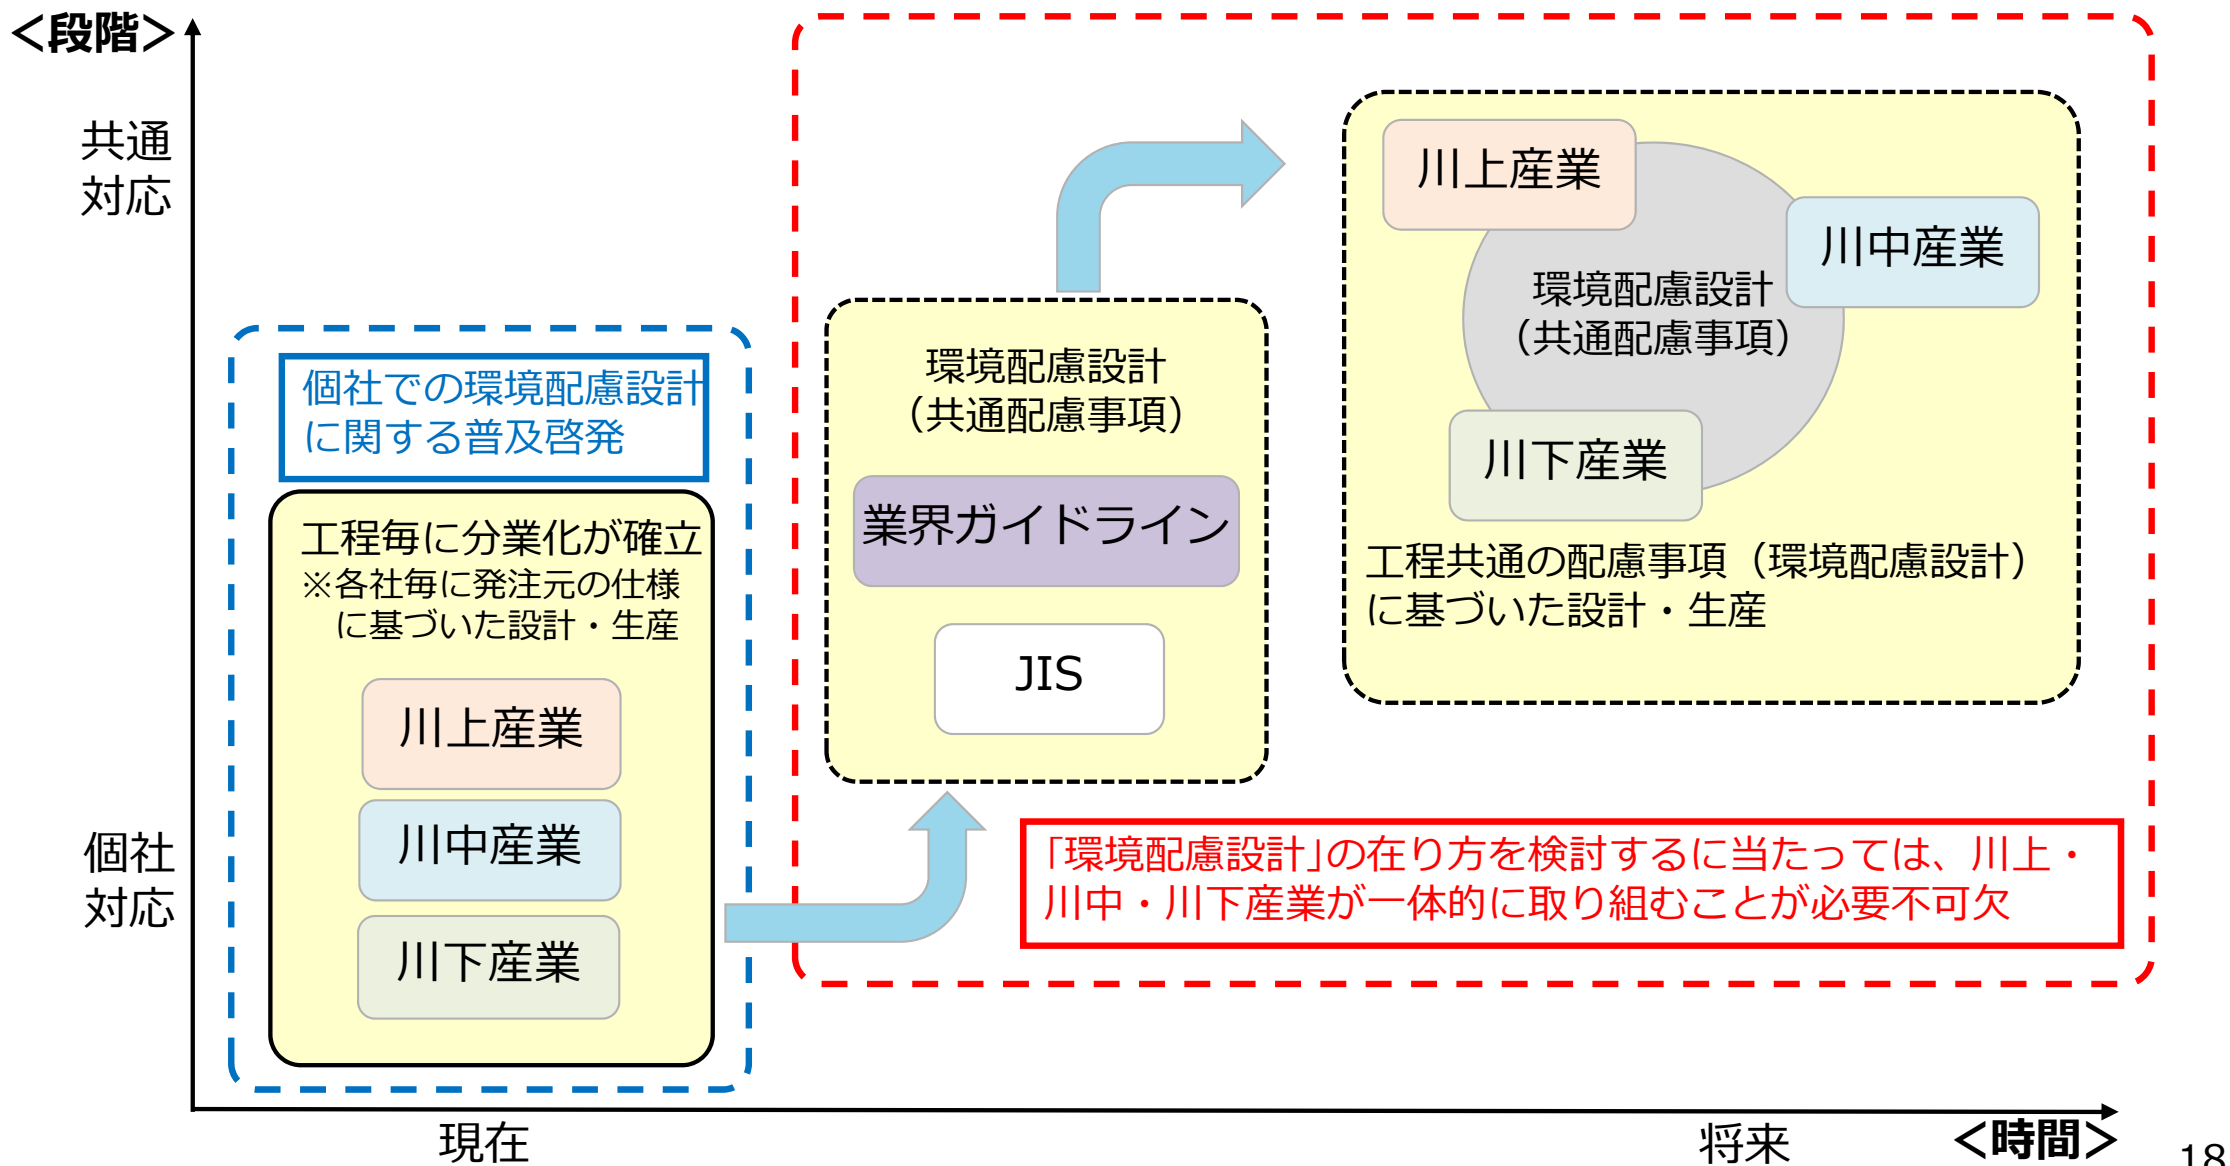 ＜段階＞
共通
対応
個社
対応
個社での環境配慮設計
に関する普及啓発
工程毎に分業化が確立
※各社毎に発注元の仕様
に基づいた設計・生産
川上産業
川中産業
川下産業
環境配慮設計
（共通配慮事項）
業界ガイドライン
JIS
川上産業
川中産業
環境配慮設計
（共通配慮事項）
川下産業
工程共通の配慮事項（環境配慮設計）
に基づいた設計・生産
「環境配慮設計」の在り方を検討するに当たっては、川上・
川中・川下産業が一体的に取り組むことが必要不可欠
現在
将来
＜時間＞
18